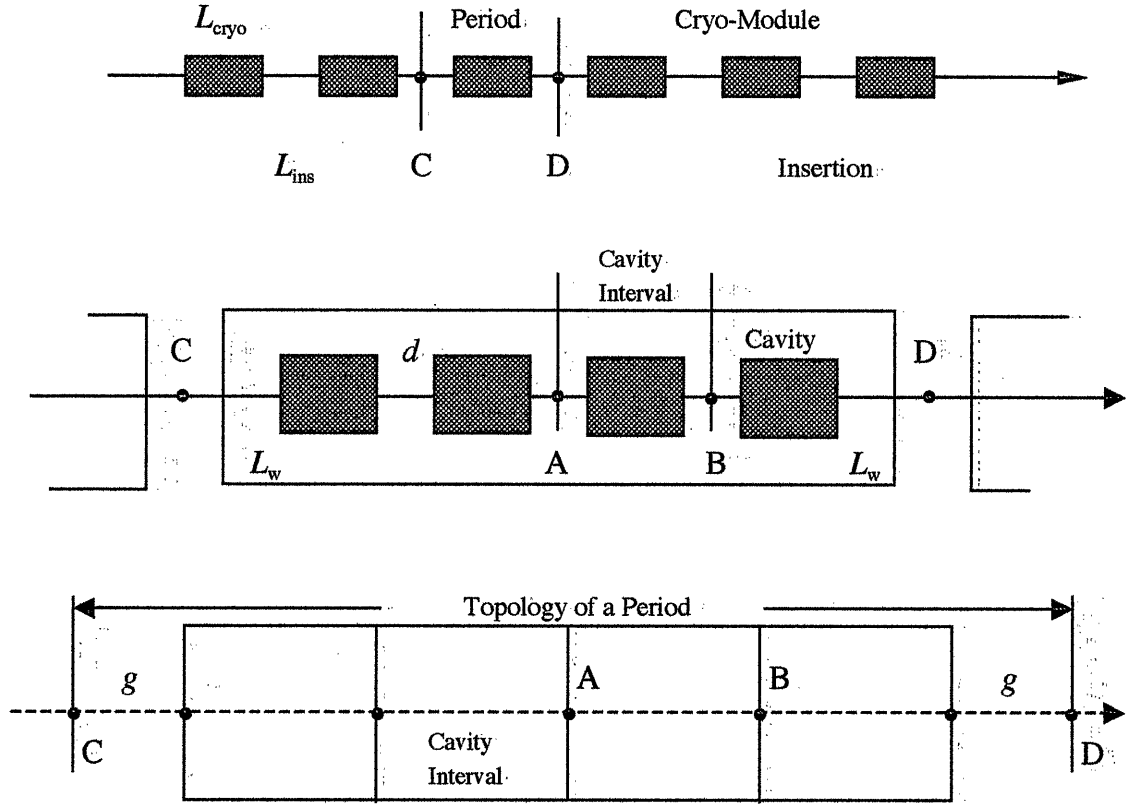 L_cryo Period Cryo-Module
L_ins C D Insertion
Cavity
Interval
C d Cavity D
L_w A B L_w
Topology of a Period
g A B g
C Cavity D
Interval